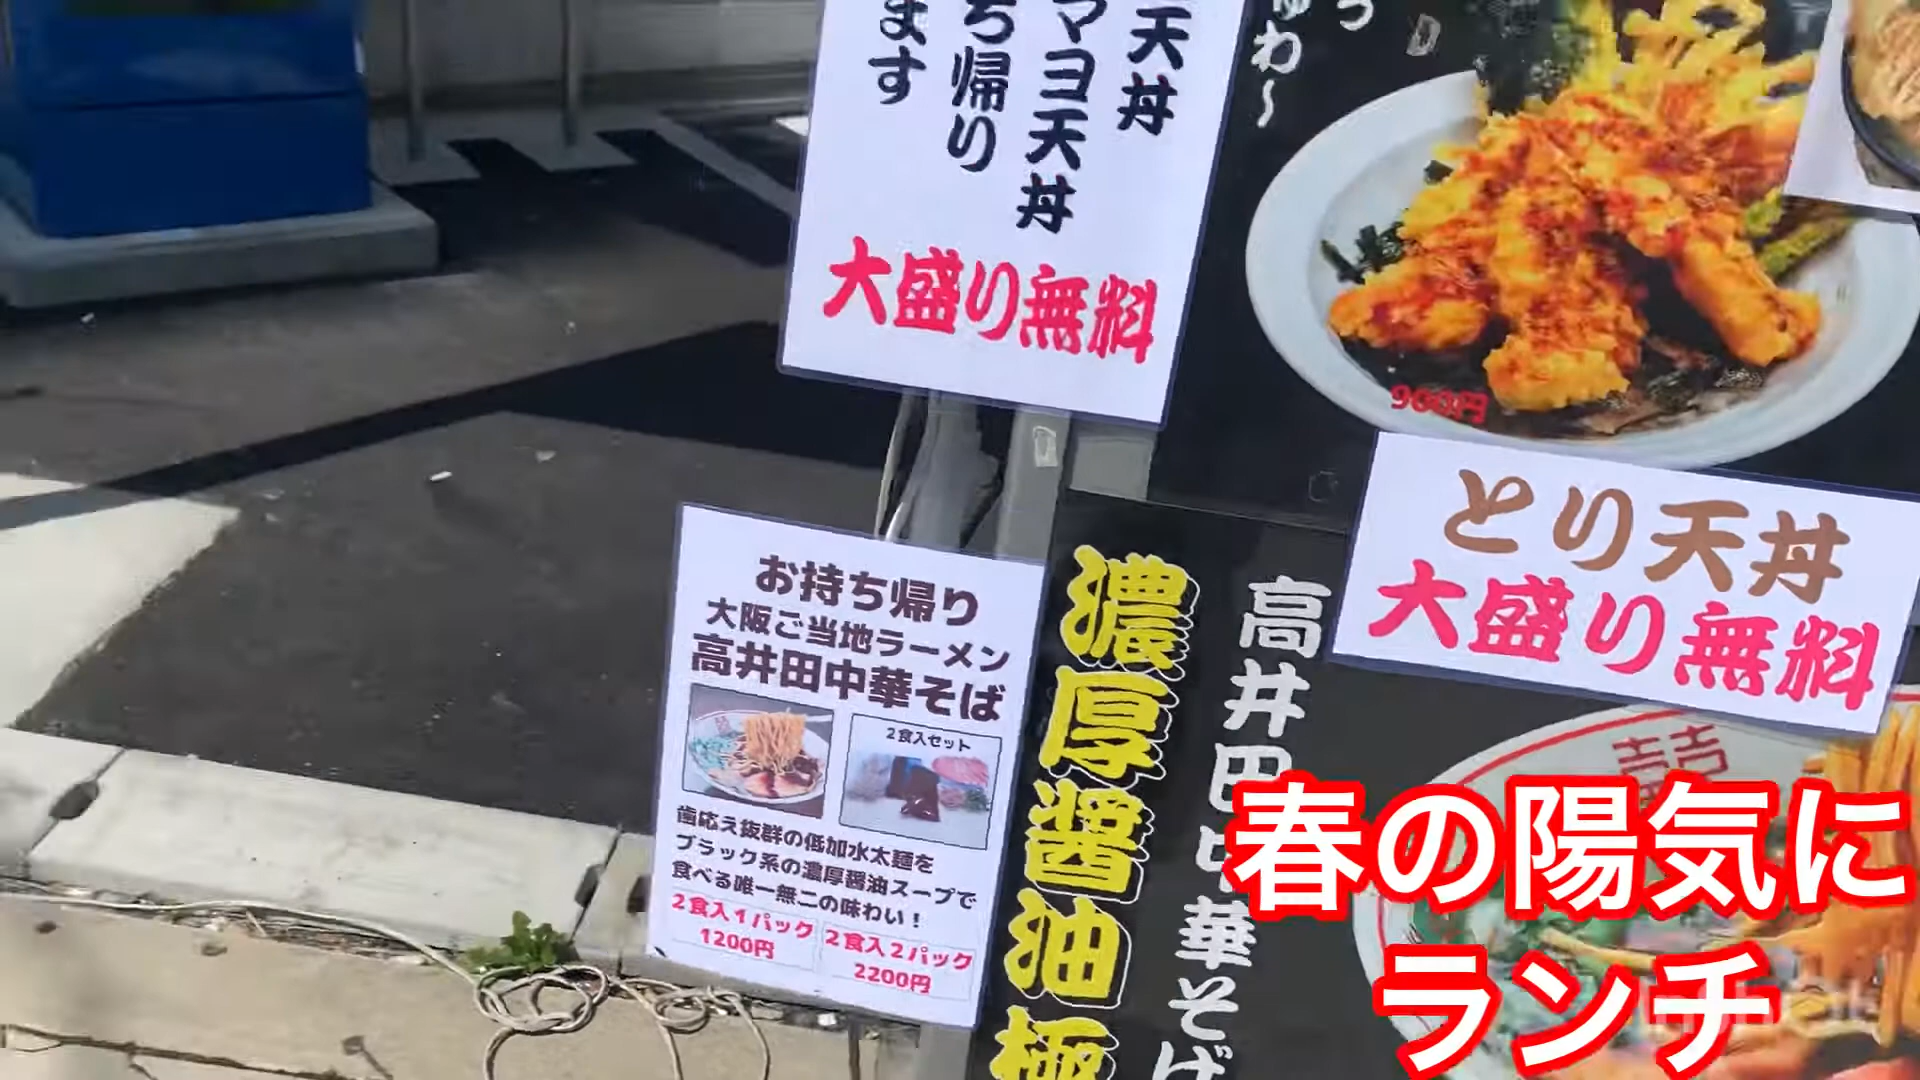 天丼
マヨ天丼
ち帰り
ます
大盛り無料
ゅわ〜
900円
とり天丼
大盛り無料
お持ち帰り
大阪ご当地ラーメン
高井田中華そば
2食入セット
歯応え抜群の低加水太麺を
ブラック系の濃厚醤油スープで
食べる唯一無二の味わい！
2食入1パック
1200円
2食入2パック
2200円
高井田中華そば
濃厚醤油極
囍
春の陽気に
ランチ